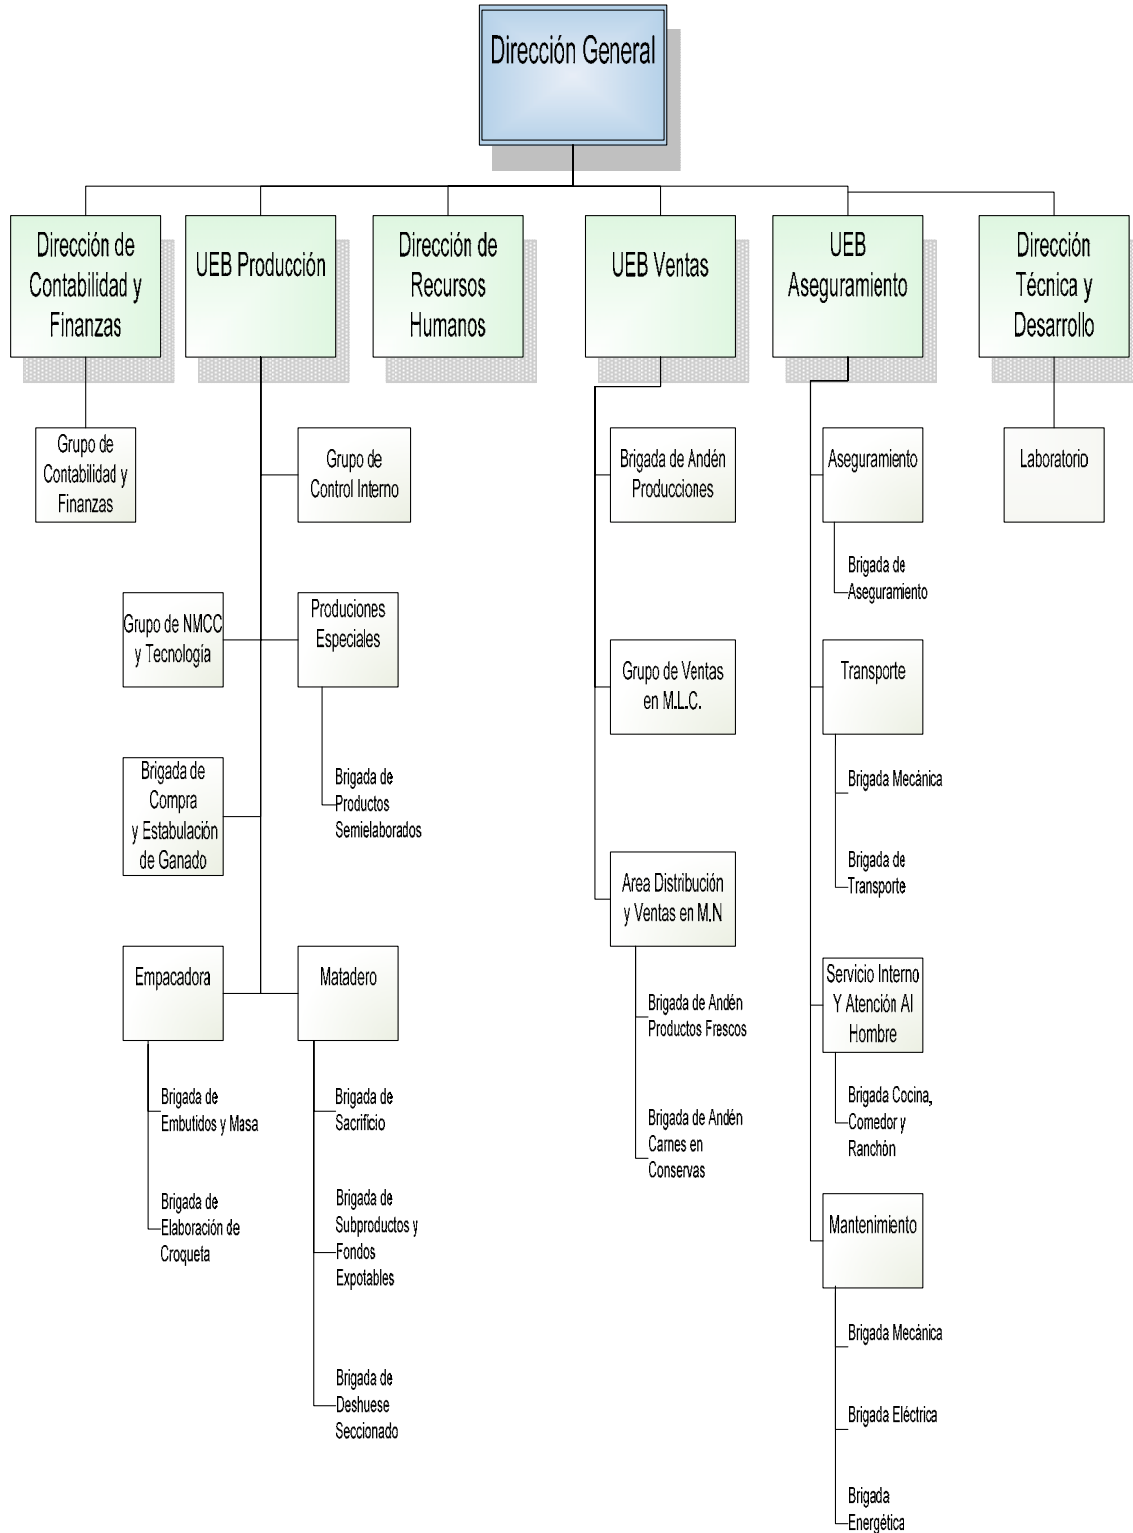 Dirección General
Dirección de
Contabilidad y
Finanzas
UEB Producción
Dirección de
Recursos
Humanos
UEB Ventas
UEB
Aseguramiento
Dirección
Técnica y
Desarrollo
Grupo de
Contabilidad y
Finanzas
Grupo de
Control Interno
Grupo de NMCC
y Tecnología
Produciones
Especiales
Brigada de
Productos
Semielaborados
Brigada de
Compra
y Estabulación
de Ganado
Empacadora
Brigada de
Embutidos y Masa
Brigada de
Elaboración de
Croqueta
Matadero
Brigada de
Sacrificio
Brigada de
Subproductos y
Fondos
Expotables
Brigada de
Deshuese
Seccionado
Brigada de Andén
Producciones
Grupo de Ventas
en M.L.C.
Area Distribución
y Ventas en M.N
Brigada de Andén
Productos Frescos
Brigada de Andén
Carnes en
Conservas
Aseguramiento
Brigada de
Aseguramiento
Transporte
Brigada Mecánica
Brigada de
Transporte
Servicio Interno
Y Atención Al
Hombre
Brigada Cocina,
Comedor y
Ranchón
Mantenimiento
Brigada Mecánica
Brigada Eléctrica
Brigada
Energética
Laboratorio